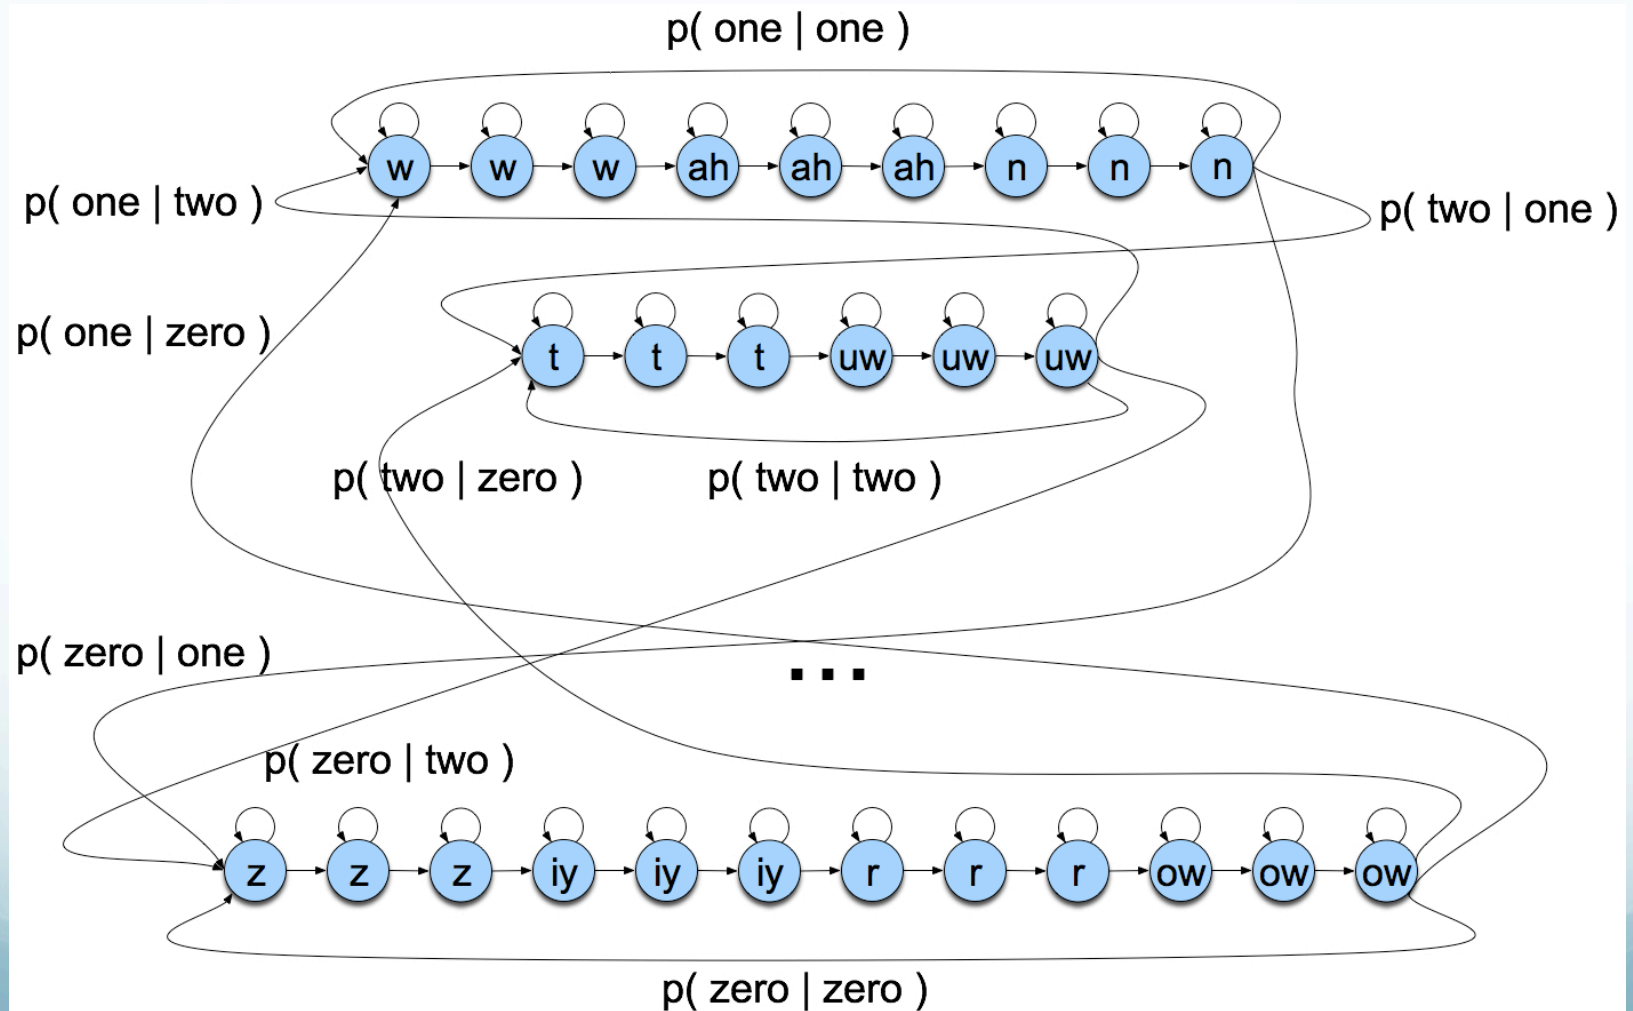 p( one | one )
w w w ah ah ah n n n
p( one | two )
p( two | one )
p( one | zero )
t t t uw uw uw
p( two | zero )
p( two | two )
p( zero | one )
...
p( zero | two )
z z z iy iy iy r r r ow ow ow
p( zero | zero )